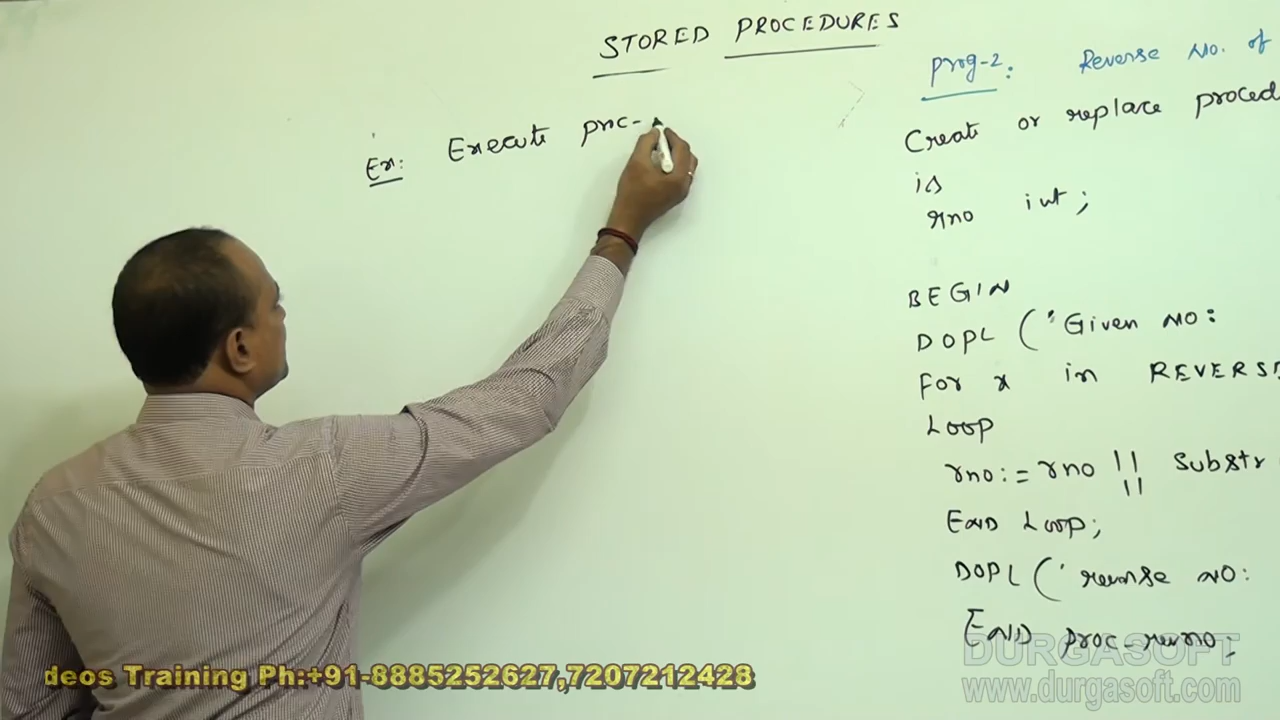 STORED PROCEDURES
Ex: Execute proc-
prog-2: Reverse No. of
Create or replace proced
is
rno int;
BEGIN
DOPL ('Given NO:
For x in REVERSE
Loop
rno:= rno || Substr
||
END Loop;
DOPL (' reverse NO:
END proc-revno;
DURGASOFT
www.durgasoft.com
deos Training Ph:+91-8885252627,7207212428